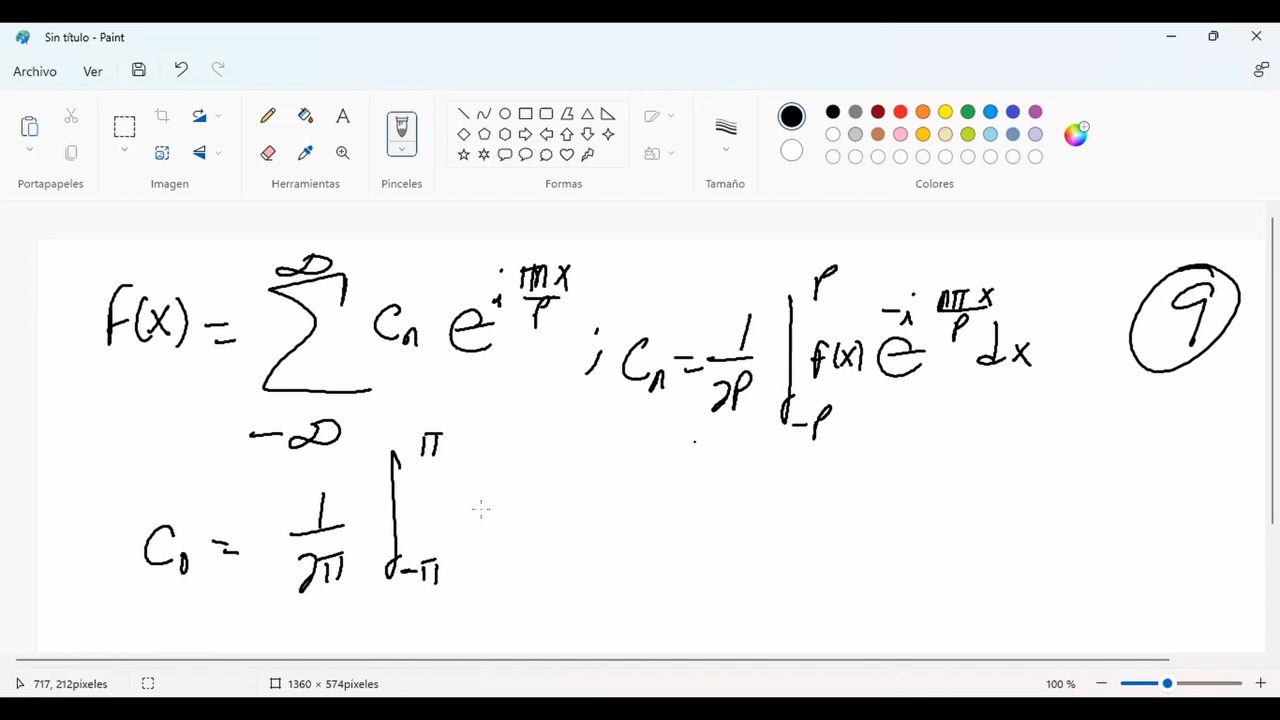 Sin título - Paint
Archivo Ver
Portapapeles Imagen Herramientas Pinceles Formas Tamaño Colores
F(x) = ∑_{-∞}^{∞} Cₙ e^{i nπx/P} ; Cₙ = 1/2P ∫_{-P}^{P} f(x) e^{-i nπx/P} dx 9
Cₙ = 1/2π ∫_{-π}^{π}
717, 212píxeles 1360 × 574píxeles 100 %